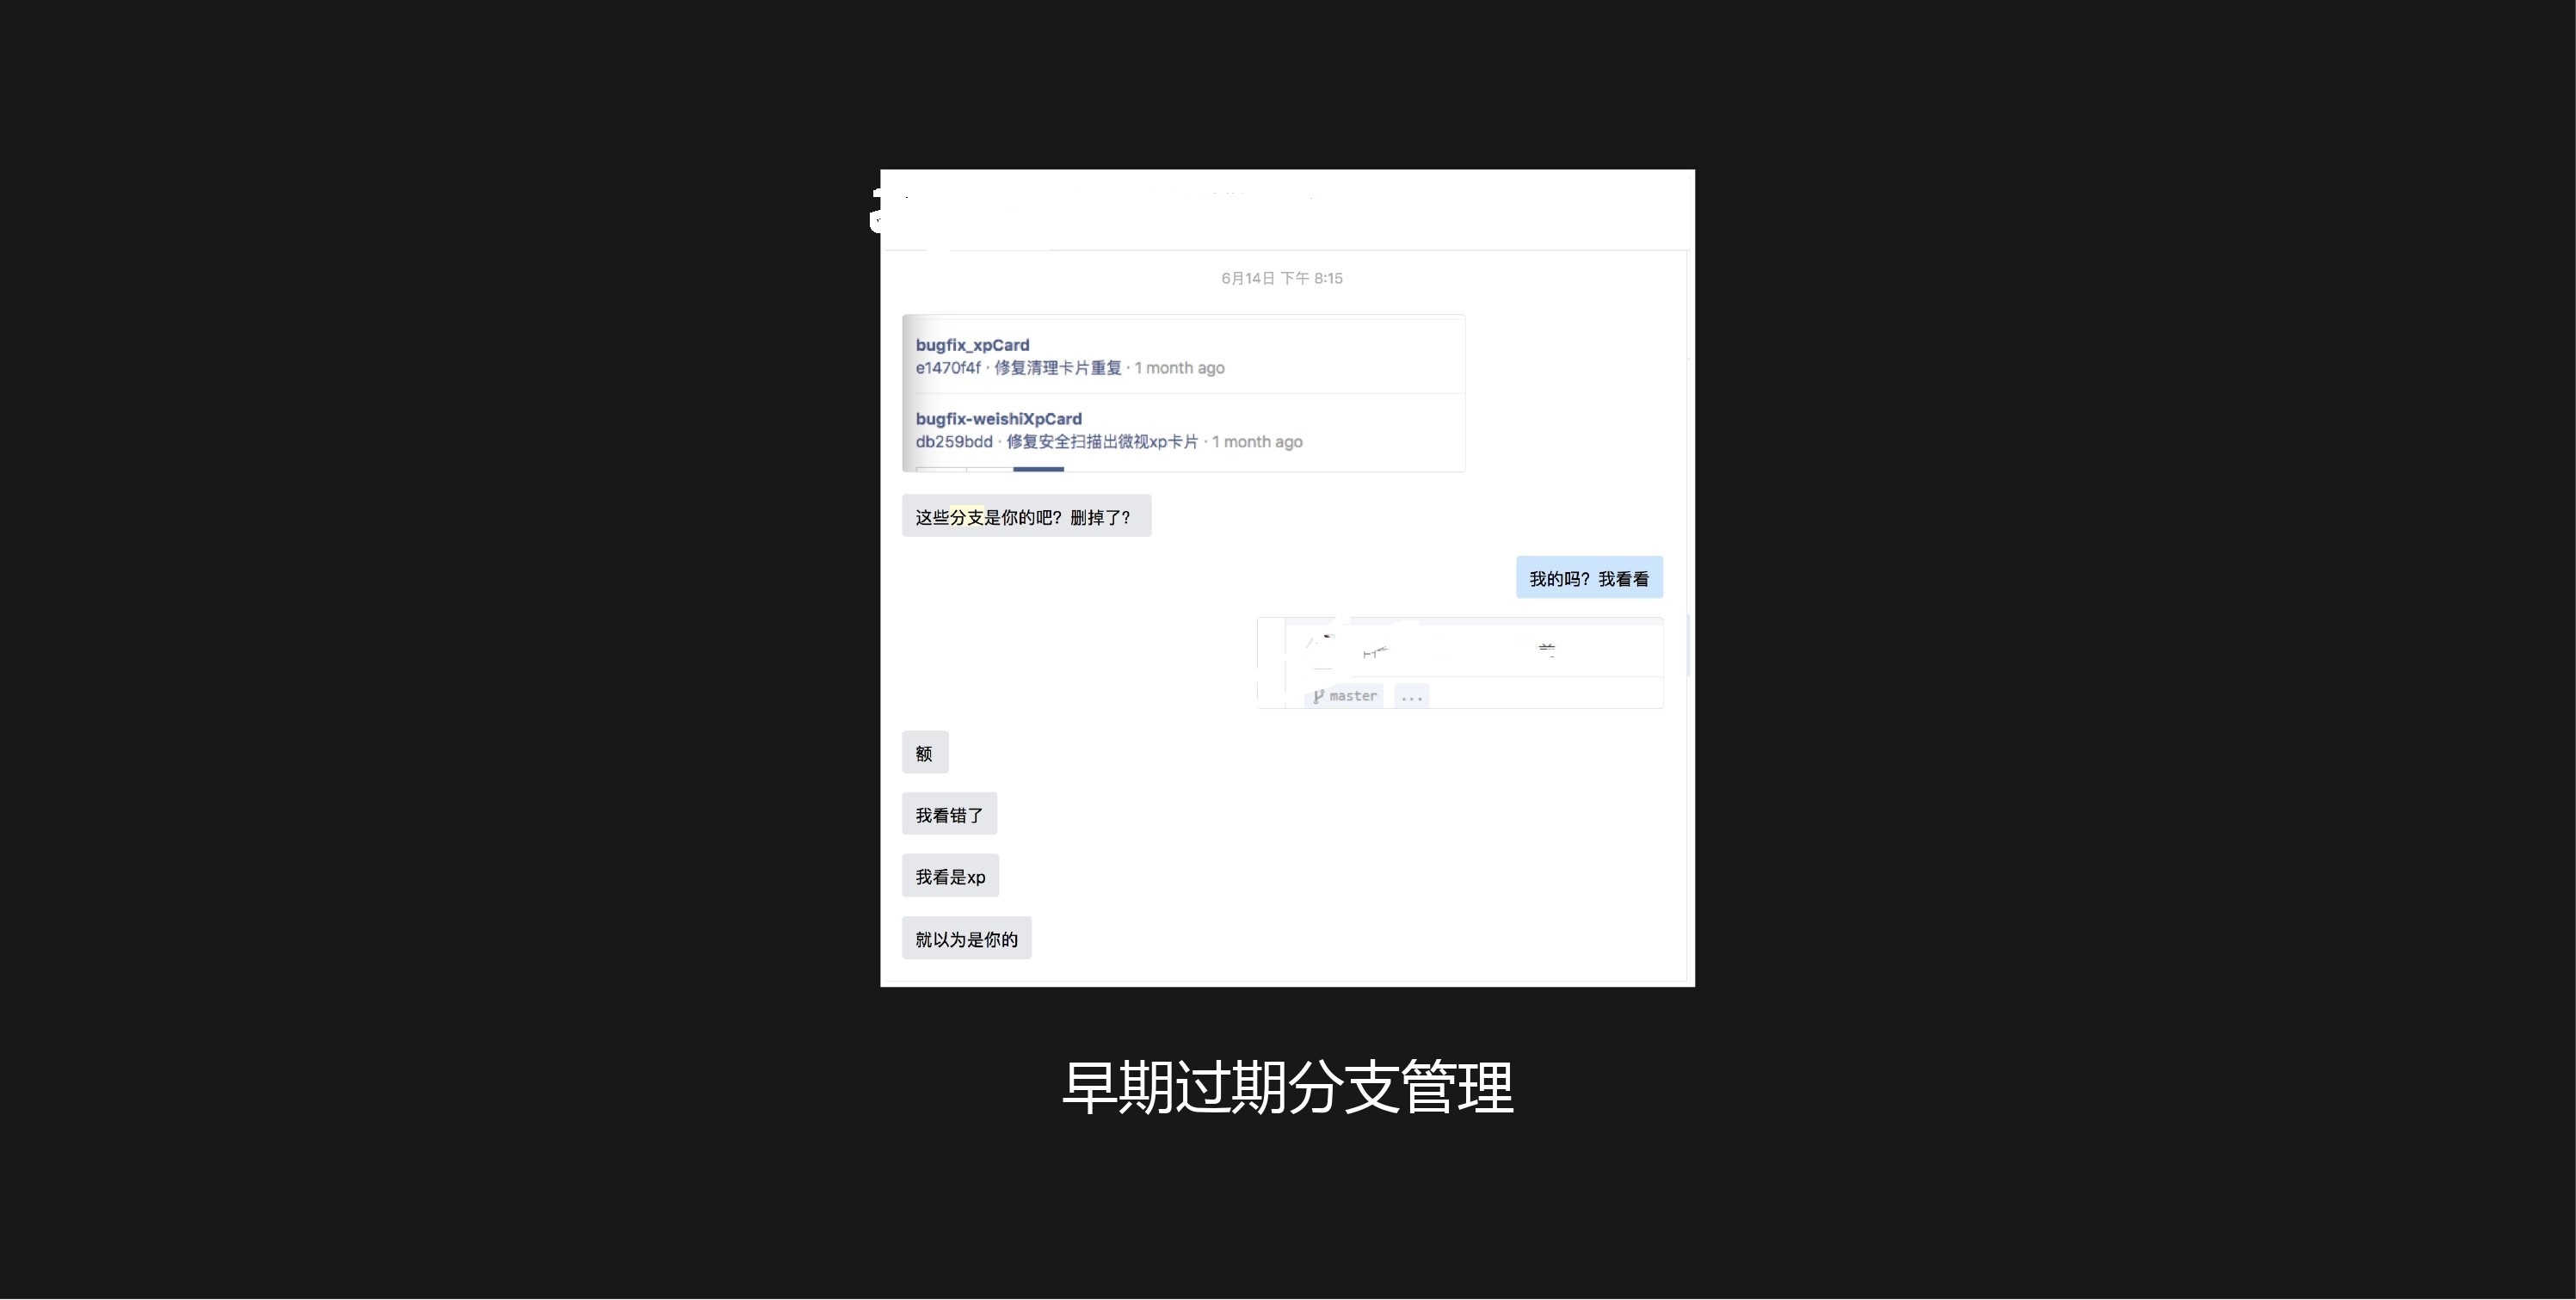 6月14日 下午 8:15
bugfix_xpCard
e1470f4f · 修复清理卡片重复 · 1 month ago
bugfix-weishiXpCard
db259bdd · 修复安全扫描出微视xp卡片 · 1 month ago
这些分支是你的吧？删掉了？
我的吗？我看看
master ...
额
我看错了
我看是xp
就以为是你的
早期过期分支管理